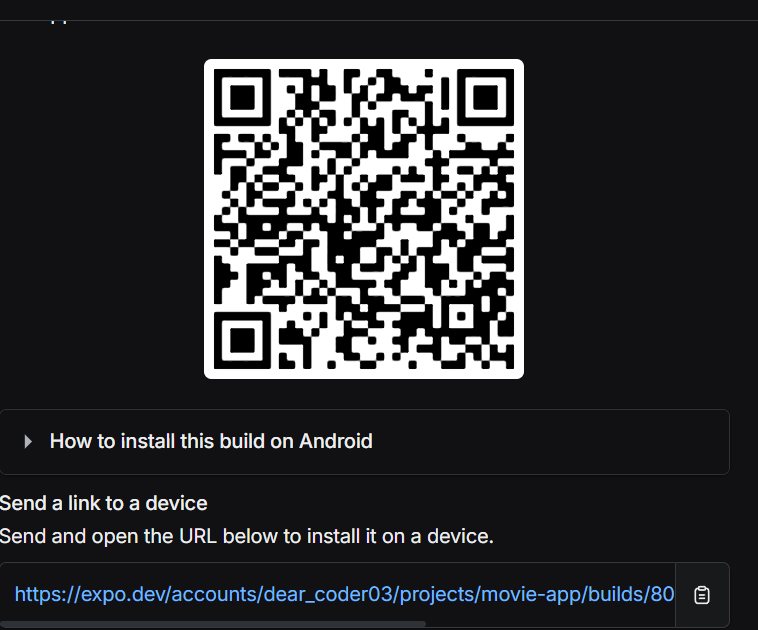 How to install this build on Android
Send a link to a device
Send and open the URL below to install it on a device.
https://expo.dev/accounts/dear_coder03/projects/movie-app/builds/80